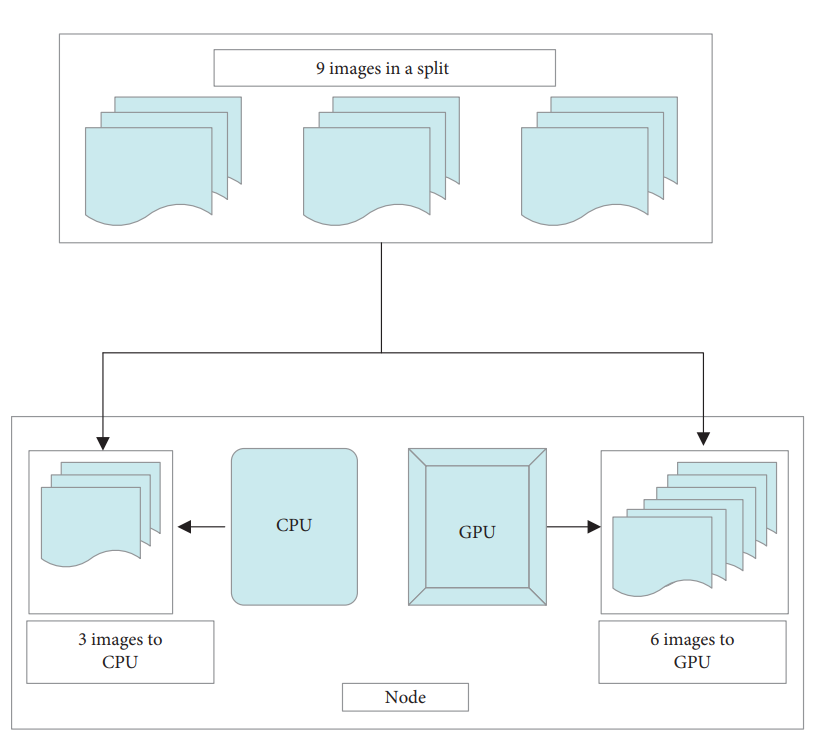 9 images in a split
CPU
GPU
3 images to
CPU
6 images to
GPU
Node